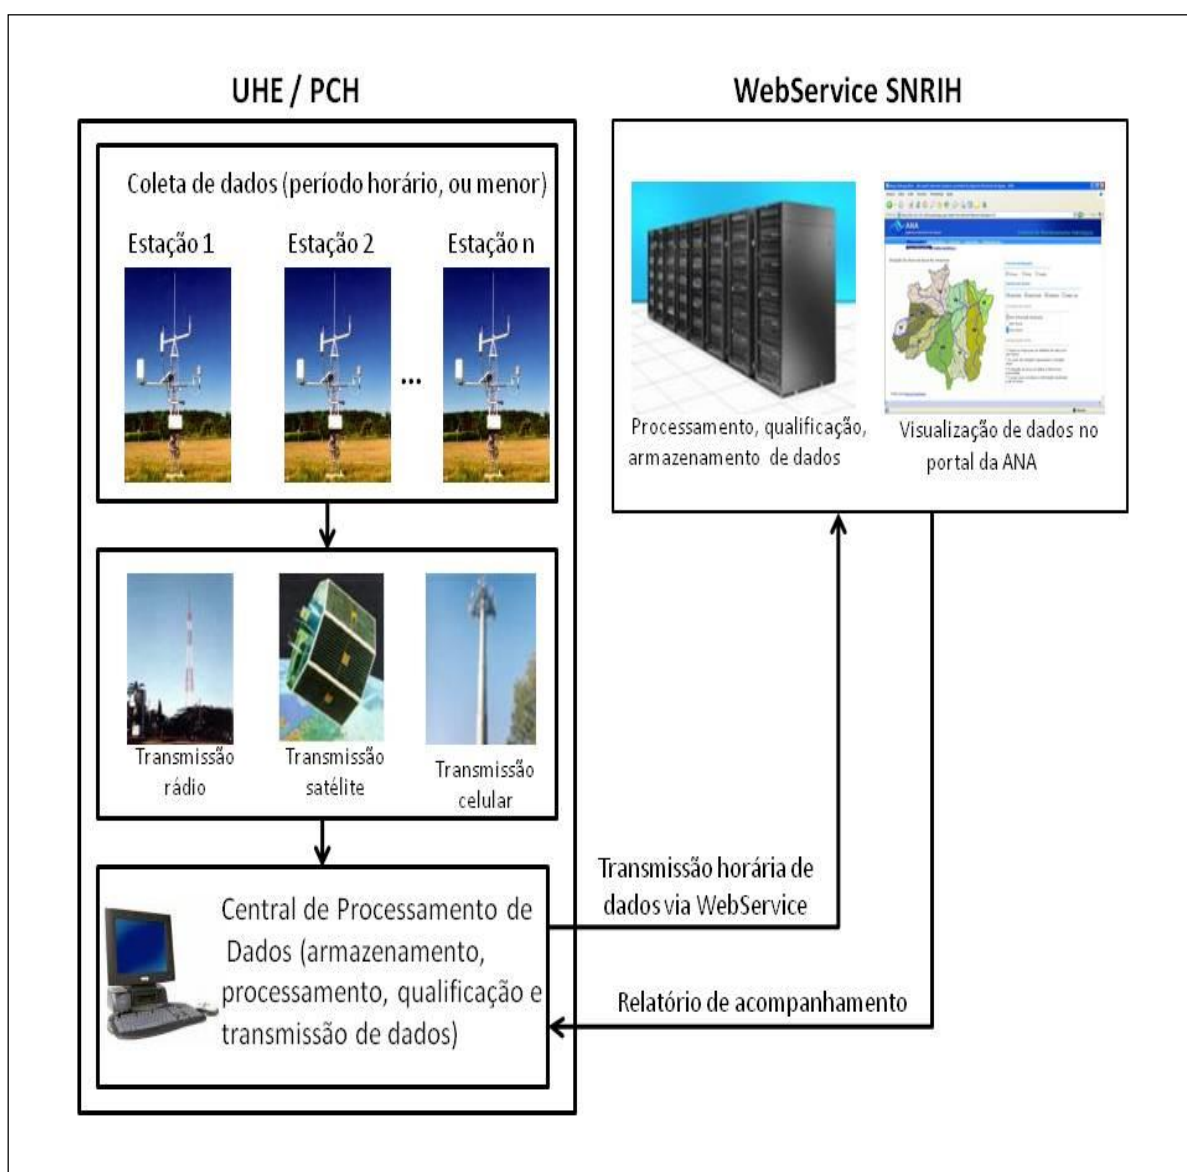 UHE / PCH
Coleta de dados (período horário, ou menor)
Estação 1
Estação 2
Estação n
...
Transmissão
rádio
Transmissão
satélite
Transmissão
celular
Central de Processamento de
Dados (armazenamento,
processamento, qualificação e
transmissão de dados)
WebService SNRIH
ANA
Processamento, qualificação,
armazenamento de dados
Visualização de dados no
portal da ANA
Transmissão horária de
dados via WebService
Relatório de acompanhamento